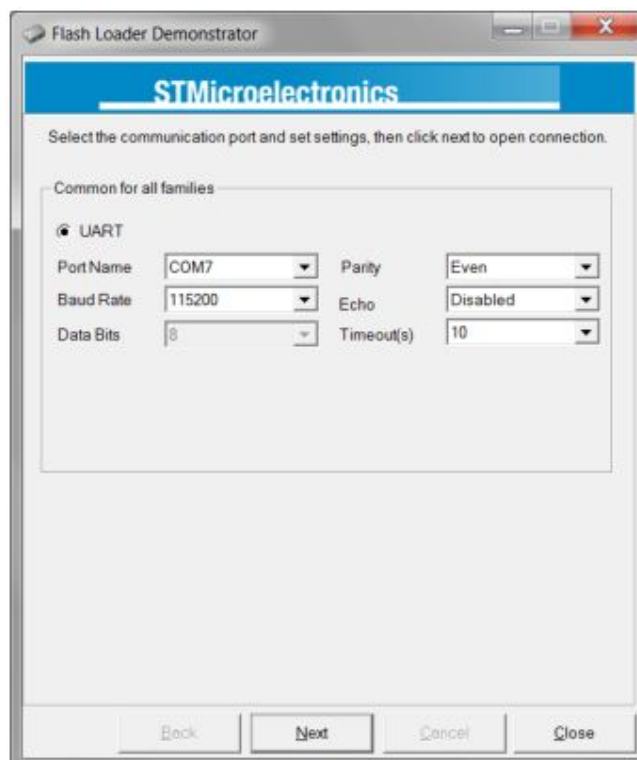 Flash Loader Demonstrator
STMicroelectronics
Select the communication port and set settings, then click next to open connection.
Common for all families
UART
Port Name COM7 Parity Even
Baud Rate 115200 Echo Disabled
Data Bits 8 Timeout(s) 10
Back Next Cancel Close